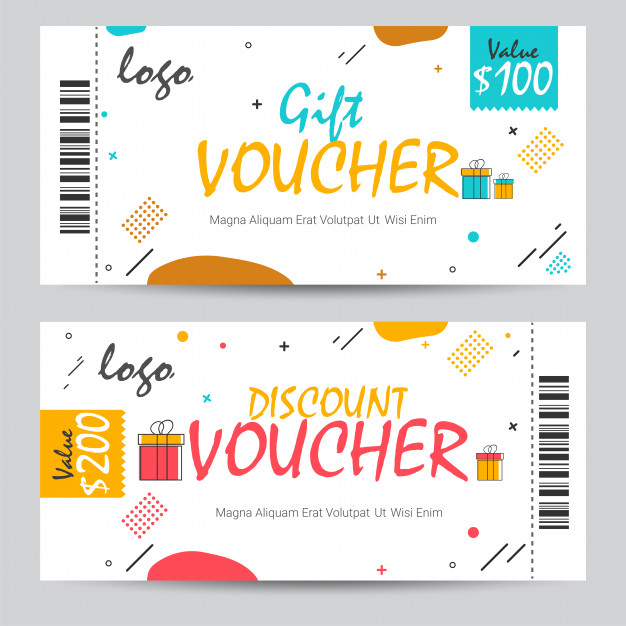 logo
Value
$100
Gift
VOUCHER
Magna Aliquam Erat Volutpat Ut Wisi Enim
logo
Value
$200
DISCOUNT
VOUCHER
Magna Aliquam Erat Volutpat Ut Wisi Enim